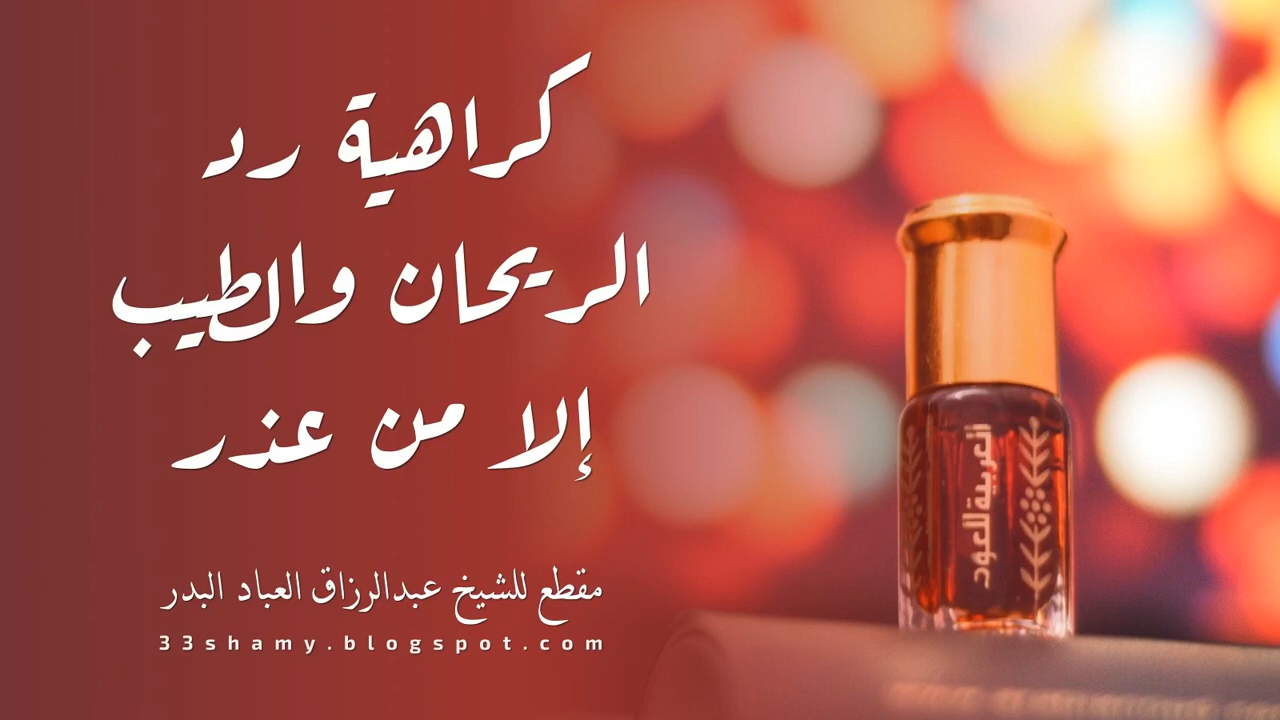 كراهية رد
الريحان والطيب
إلا من عذر
مقطع للشيخ عبدالرزاق العباد البدر
33shamy.blogspot.com
العربية للعود